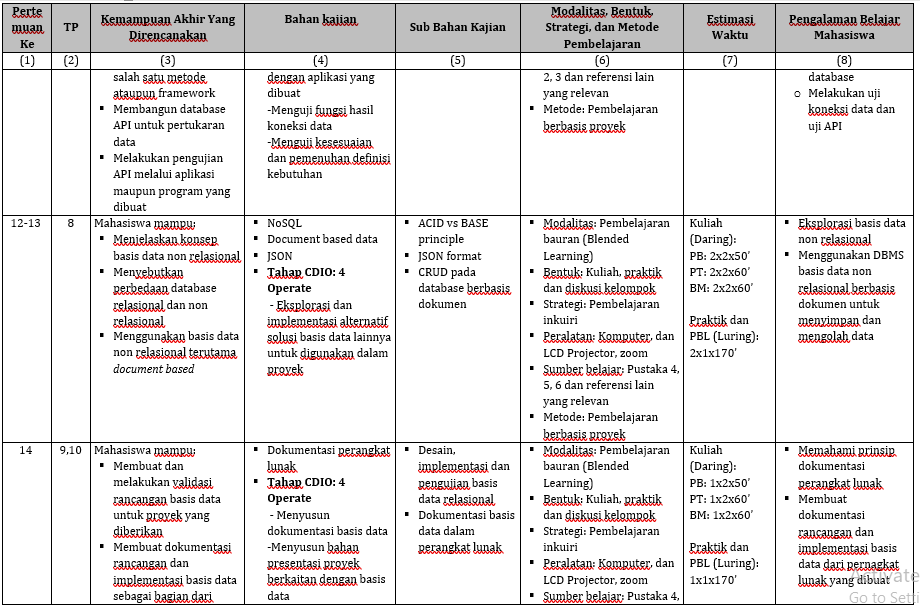 Perte
muan
Ke
TP
Kemampuan Akhir Yang
Direncanakan
Bahan kajian
Sub Bahan Kajian
Modalitas, Bentuk,
Strategi, dan Metode
Pembelajaran
Estimasi
Waktu
Pengalaman Belajar
Mahasiswa
(1)
(2)
(3)
(4)
(5)
(6)
(7)
(8)
salah satu metode
ataupun framework
▪ Membangun database
API untuk pertukaran
data
▪ Melakukan pengujian
API melalui aplikasi
maupun program yang
dibuat
dengan aplikasi yang
dibuat
-Menguji fungsi hasil
koneksi data
-Menguji kesesuaian
dan pemenuhan definisi
kebutuhan
2, 3 dan referensi lain
yang relevan
▪ Metode: Pembelajaran
berbasis proyek
database
o Melakukan uji
koneksi data dan
uji API
12-13
8
Mahasiswa mampu:
▪ Menjelaskan konsep
basis data non relasional
▪ Menyebutkan
perbedaan database
relasional dan non
relasional
▪ Menggunakan basis data
non relasional terutama
document based
▪ NoSQL
▪ Document based data
▪ JSON
▪ Tahap CDIO: 4
Operate
- Eksplorasi dan
implementasi alternatif
solusi basis data lainnya
untuk digunakan dalam
proyek
▪ ACID vs BASE
principle
▪ JSON format
▪ CRUD pada
database berbasis
dokumen
▪ Modalitas: Pembelajaran
bauran (Blended
Learning)
▪ Bentuk: Kuliah, praktik
dan diskusi kelompok
▪ Strategi: Pembelajaran
inkuiri
▪ Peralatan: Komputer, dan
LCD Projector, zoom
▪ Sumber belajar: Pustaka 4,
5, 6 dan referensi lain
yang relevan
▪ Metode: Pembelajaran
berbasis proyek
Kuliah
(Daring):
PB: 2x2x50’
PT: 2x2x60’
BM: 2x2x60’
Praktik dan
PBL (Luring):
2x1x170’
▪ Eksplorasi basis data
non relasional
▪ Menggunakan DBMS
basis data non
relasional berbasis
dokumen untuk
menyimpan dan
mengolah data
14
9,10
Mahasiswa mampu:
▪ Membuat dan
melakukan validasi
rancangan basis data
untuk proyek yang
diberikan
▪ Membuat dokumentasi
rancangan dan
implementasi basis data
sebagai bagian dari
▪ Dokumentasi perangkat
lunak
▪ Tahap CDIO: 4
Operate
- Menyusun
dokumentasi basis data
-Menyusun bahan
presentasi proyek
berkaitan dengan basis
data
▪ Desain,
implementasi dan
pengujian basis
data relasional
▪ Dokumentasi basis
data dalam
perangkat lunak
▪ Modalitas: Pembelajaran
bauran (Blended
Learning)
▪ Bentuk: Kuliah, praktik
dan diskusi kelompok
▪ Strategi: Pembelajaran
inkuiri
▪ Peralatan: Komputer, dan
LCD Projector, zoom
▪ Sumber belajar: Pustaka 4,
Kuliah
(Daring):
PB: 1x2x50’
PT: 1x2x60’
BM: 1x2x60’
Praktik dan
PBL (Luring):
1x1x170’
▪ Memahami prinsip
dokumentasi
perangkat lunak
▪ Membuat
dokumentasi
rancangan dan
implementasi basis
data dari pernagkat
lunak yang dibuat
Activate
Go to Setti